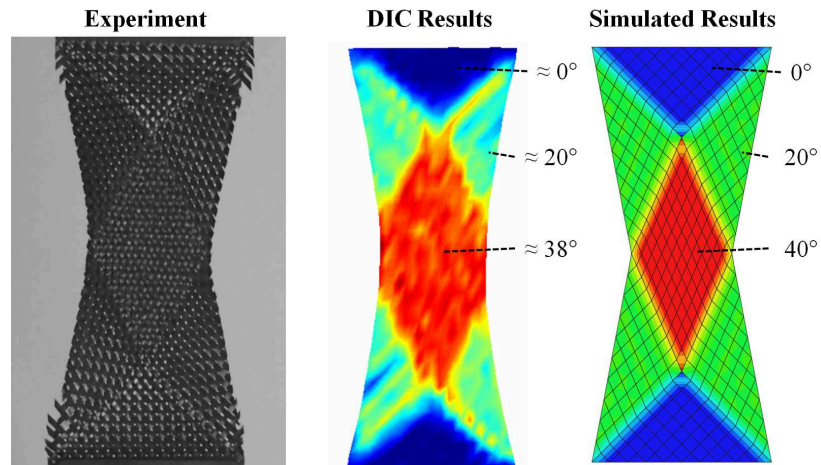 Experiment
DIC Results
Simulated Results
≈ 0°
0°
≈ 20°
20°
≈ 38°
40°